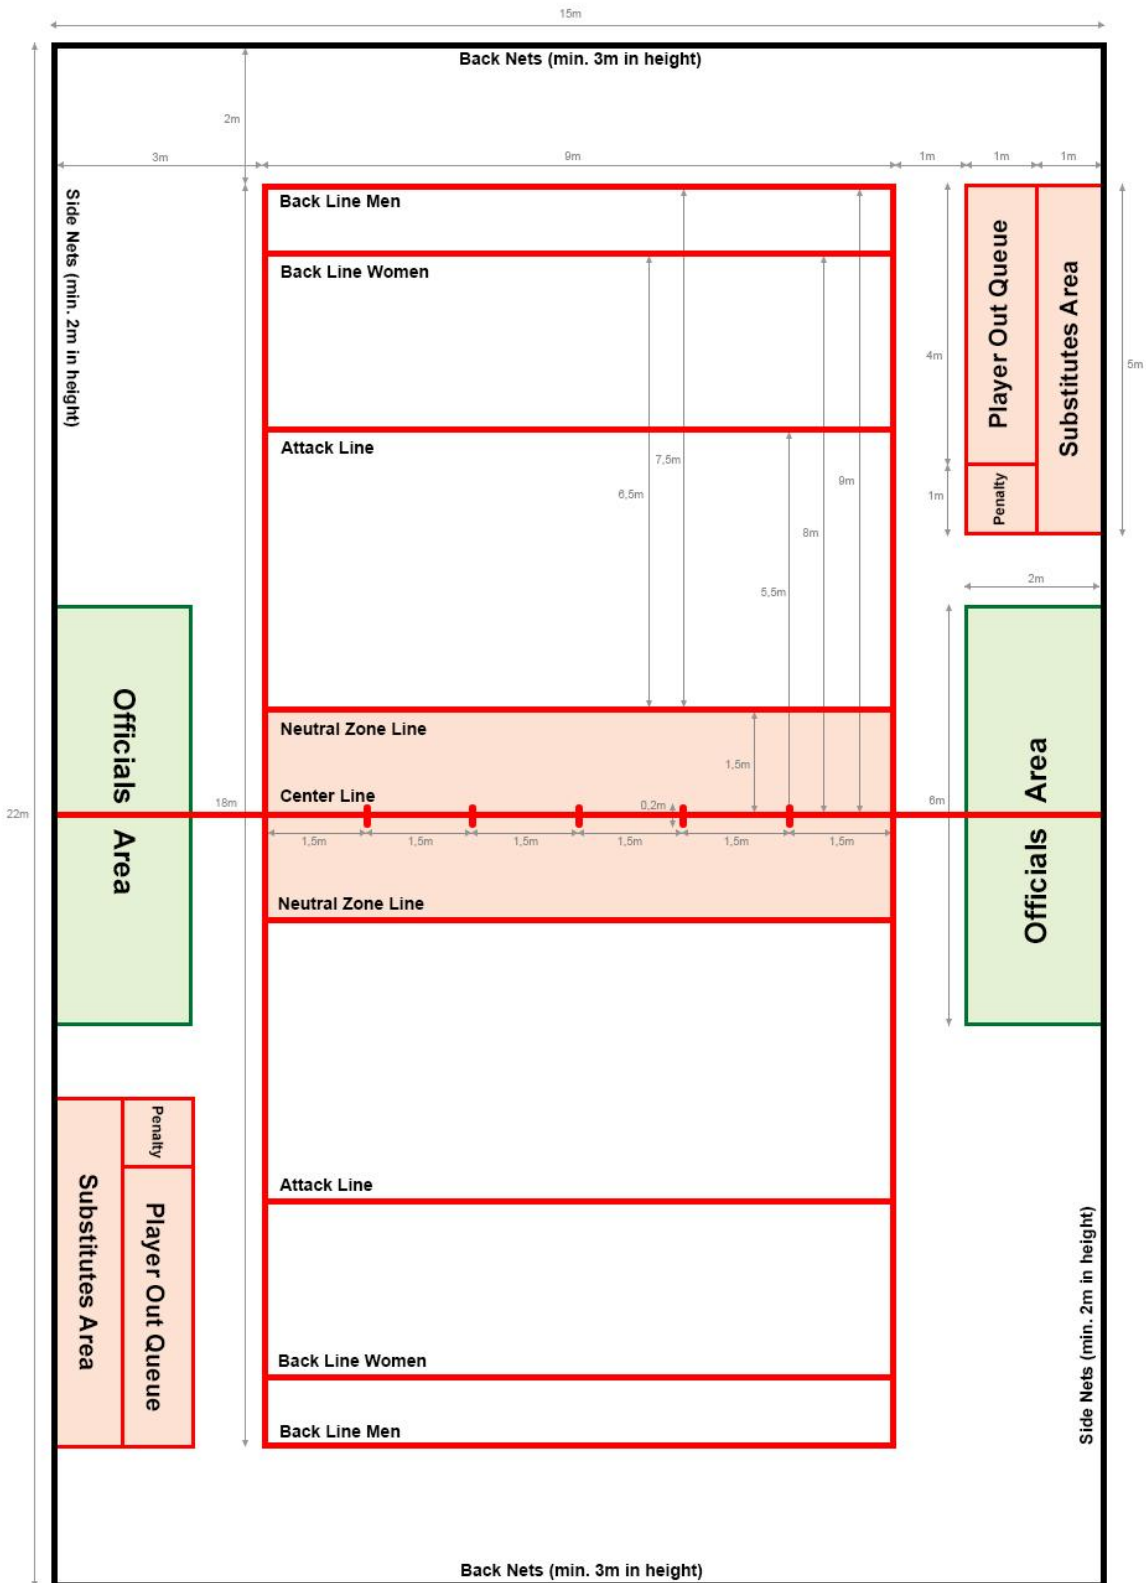 15m
Back Nets (min. 3m in height)
2m
3m
9m
1m
1m
1m
Side Nets (min. 2m in height)
Back Line Men
Back Line Women
Player Out Queue
Substitutes Area
4m
5m
Attack Line
7,5m
6,5m
9m
1m
Penalty
8m
5,5m
2m
Officials Area
Neutral Zone Line
1,5m
Officials Area
Center Line
18m
0,2m
6m
22m
1,5m
1,5m
1,5m
1,5m
1,5m
1,5m
Neutral Zone Line
Penalty
Attack Line
Substitutes Area
Player Out Queue
Side Nets (min. 2m in height)
Back Line Women
Back Line Men
Back Nets (min. 3m in height)